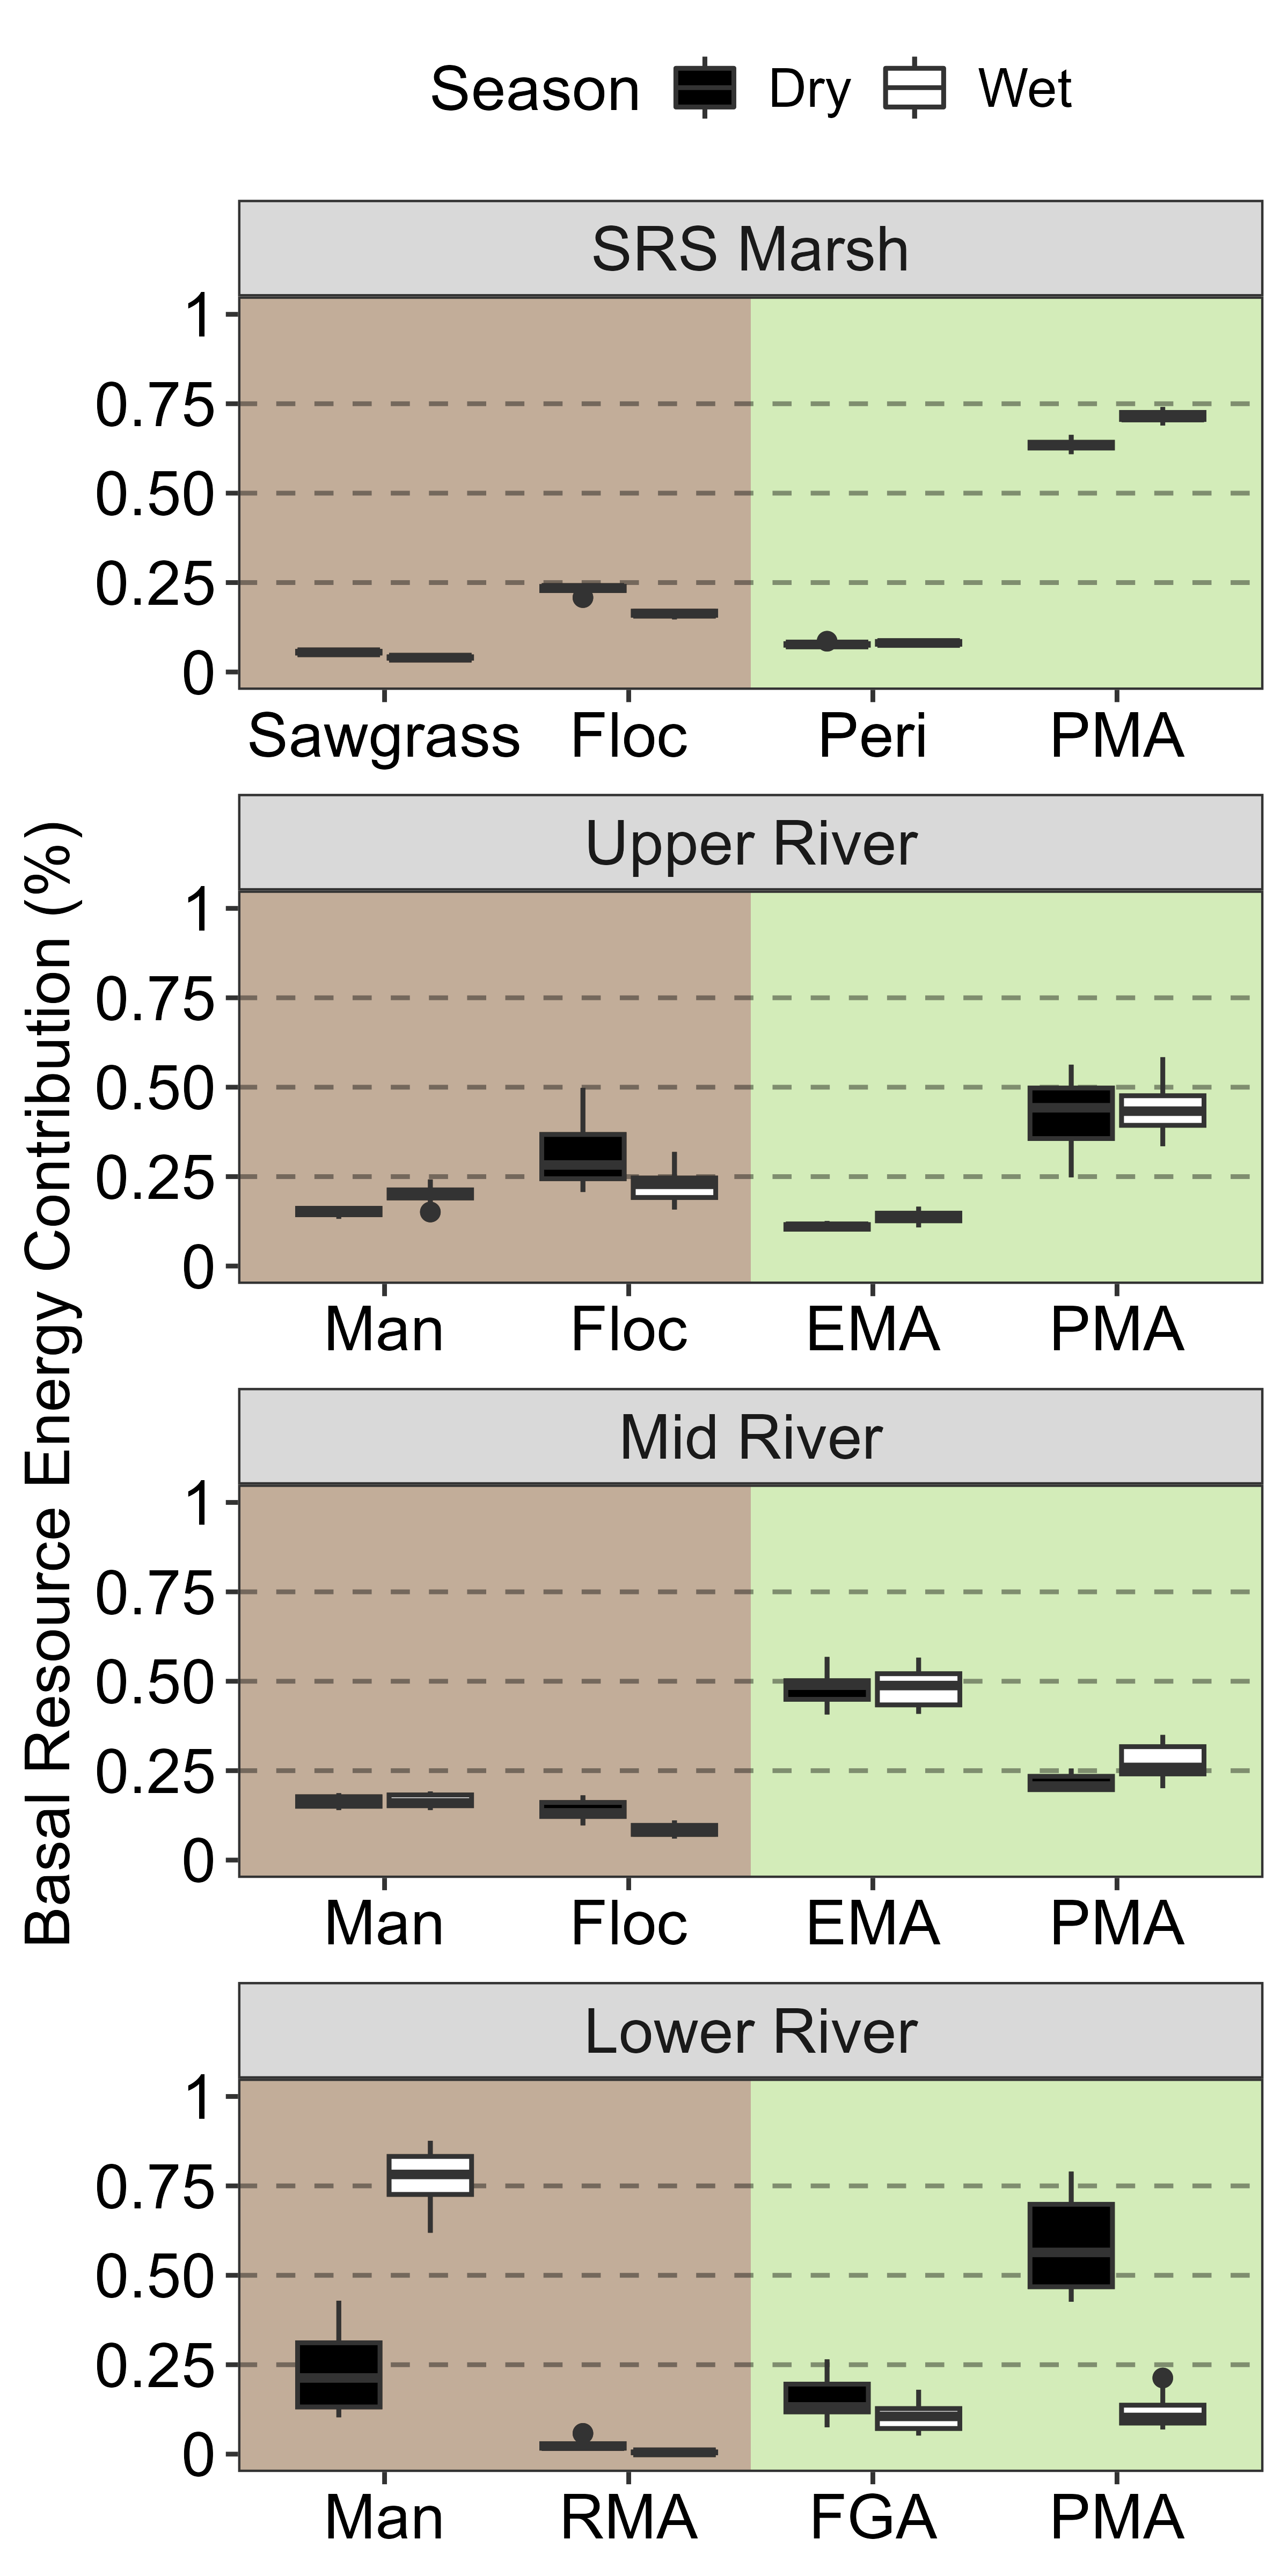 Season Dry Wet
SRS Marsh
1
0.75
0.50
0.25
0
Sawgrass Floc Peri PMA
Basal Resource Energy Contribution (%)
Upper River
1
0.75
0.50
0.25
0
Man Floc EMA PMA
Mid River
1
0.75
0.50
0.25
0
Man Floc EMA PMA
Lower River
1
0.75
0.50
0.25
0
Man RMA FGA PMA